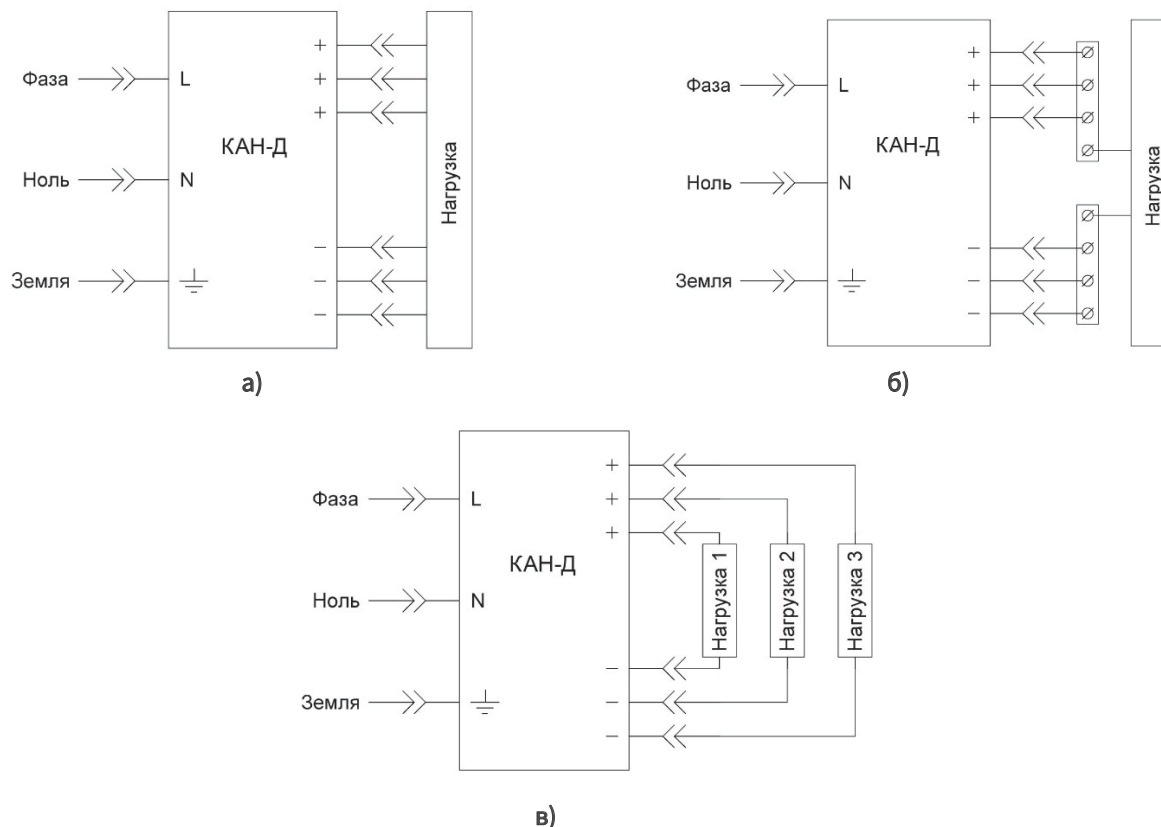 Фаза
L
Ноль
N
Земля
КАН-Д
+
+
+
−
−
−
Нагрузка
а)
Фаза
L
Ноль
N
Земля
КАН-Д
+
+
+
−
−
−
Нагрузка
б)
Фаза
L
Ноль
N
Земля
КАН-Д
+
+
+
−
−
−
Нагрузка 1
Нагрузка 2
Нагрузка 3
в)